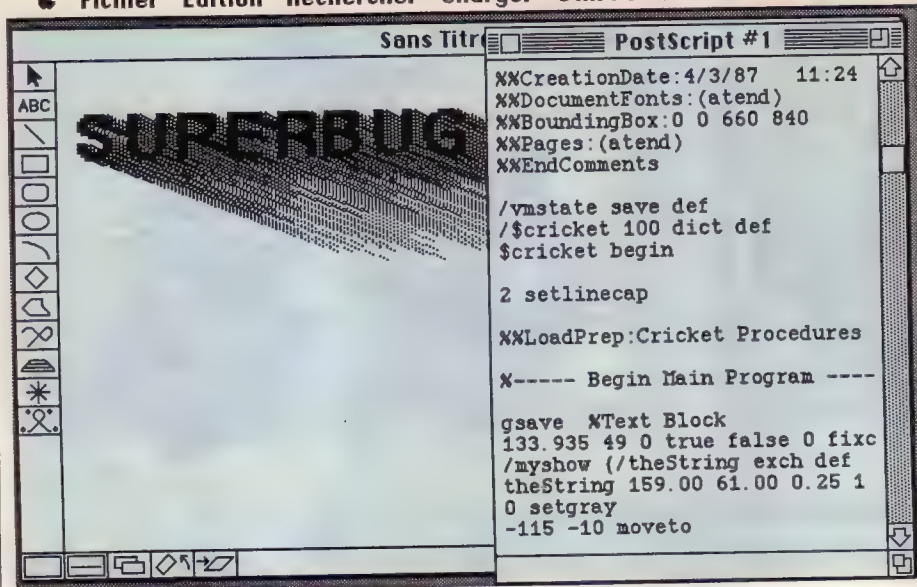 Fichier Edition Rechercher Charger
Sans Titre
ABC
SUPERBUG
PostScript #1
%%CreationDate:4/3/87 11:24
%%DocumentFonts:(atend)
%%BoundingBox:0 0 660 840
%%Pages:(atend)
%%EndComments
/vmstate save def
/$cricket 100 dict def
$cricket begin
2 setlinecap
%%LoadPrep:Cricket Procedures
%----- Begin Main Program ----
gsave %Text Block
133.935 49 0 true false 0 fixc
/myshow {/theString exch def
theString 159.00 61.00 0.25 1
0 setgray
-115 -10 moveto